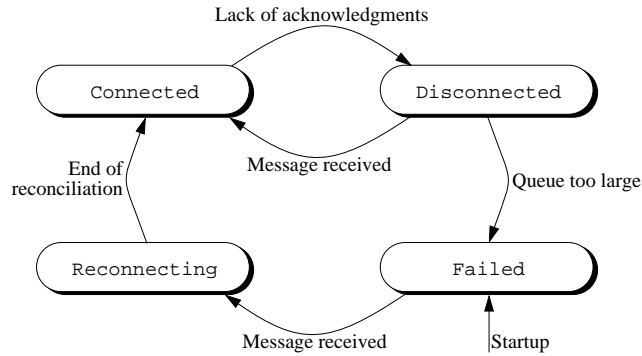 Lack of acknowledgments
Connected
Disconnected
Message received
End of
reconciliation
Queue too large
Reconnecting
Failed
Message received
Startup